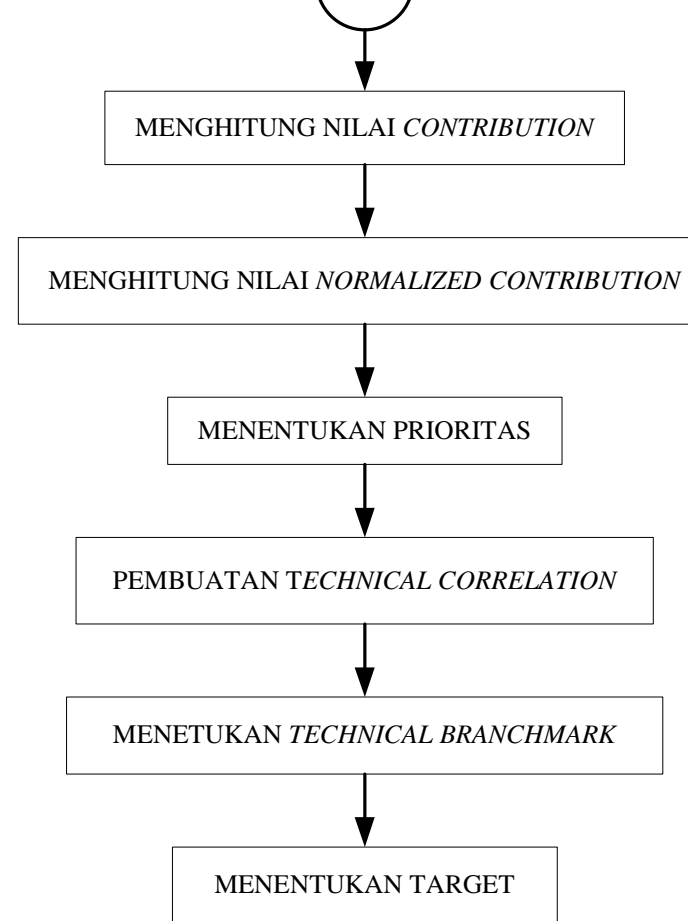 MENGHITUNG NILAI CONTRIBUTION
MENGHITUNG NILAI NORMALIZED CONTRIBUTION
MENENTUKAN PRIORITAS
PEMBUATAN TECHNICAL CORRELATION
MENETUKAN TECHNICAL BRANCHMARK
MENENTUKAN TARGET